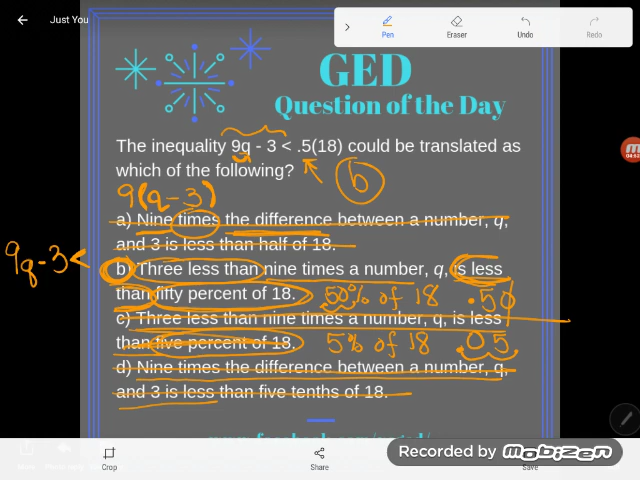 Just You
Pen
Eraser
Undo
Redo
GED
Question of the Day
04:52
The inequality 9q - 3 < .5(18) could be translated as
which of the following?
b
9(q-3)
a) Nine times the difference between a number, q,
and 3 is less than half of 18.
9q-3<
b) Three less than nine times a number, q, is less
than fifty percent of 18. 50% of 18 .50
c) Three less than nine times a number, q, is less
than five percent of 18. 5% of 18 .05
d) Nine times the difference between a number, q,
and 3 is less than five tenths of 18.
Recorded by Mobizen
Crop
Share
Save